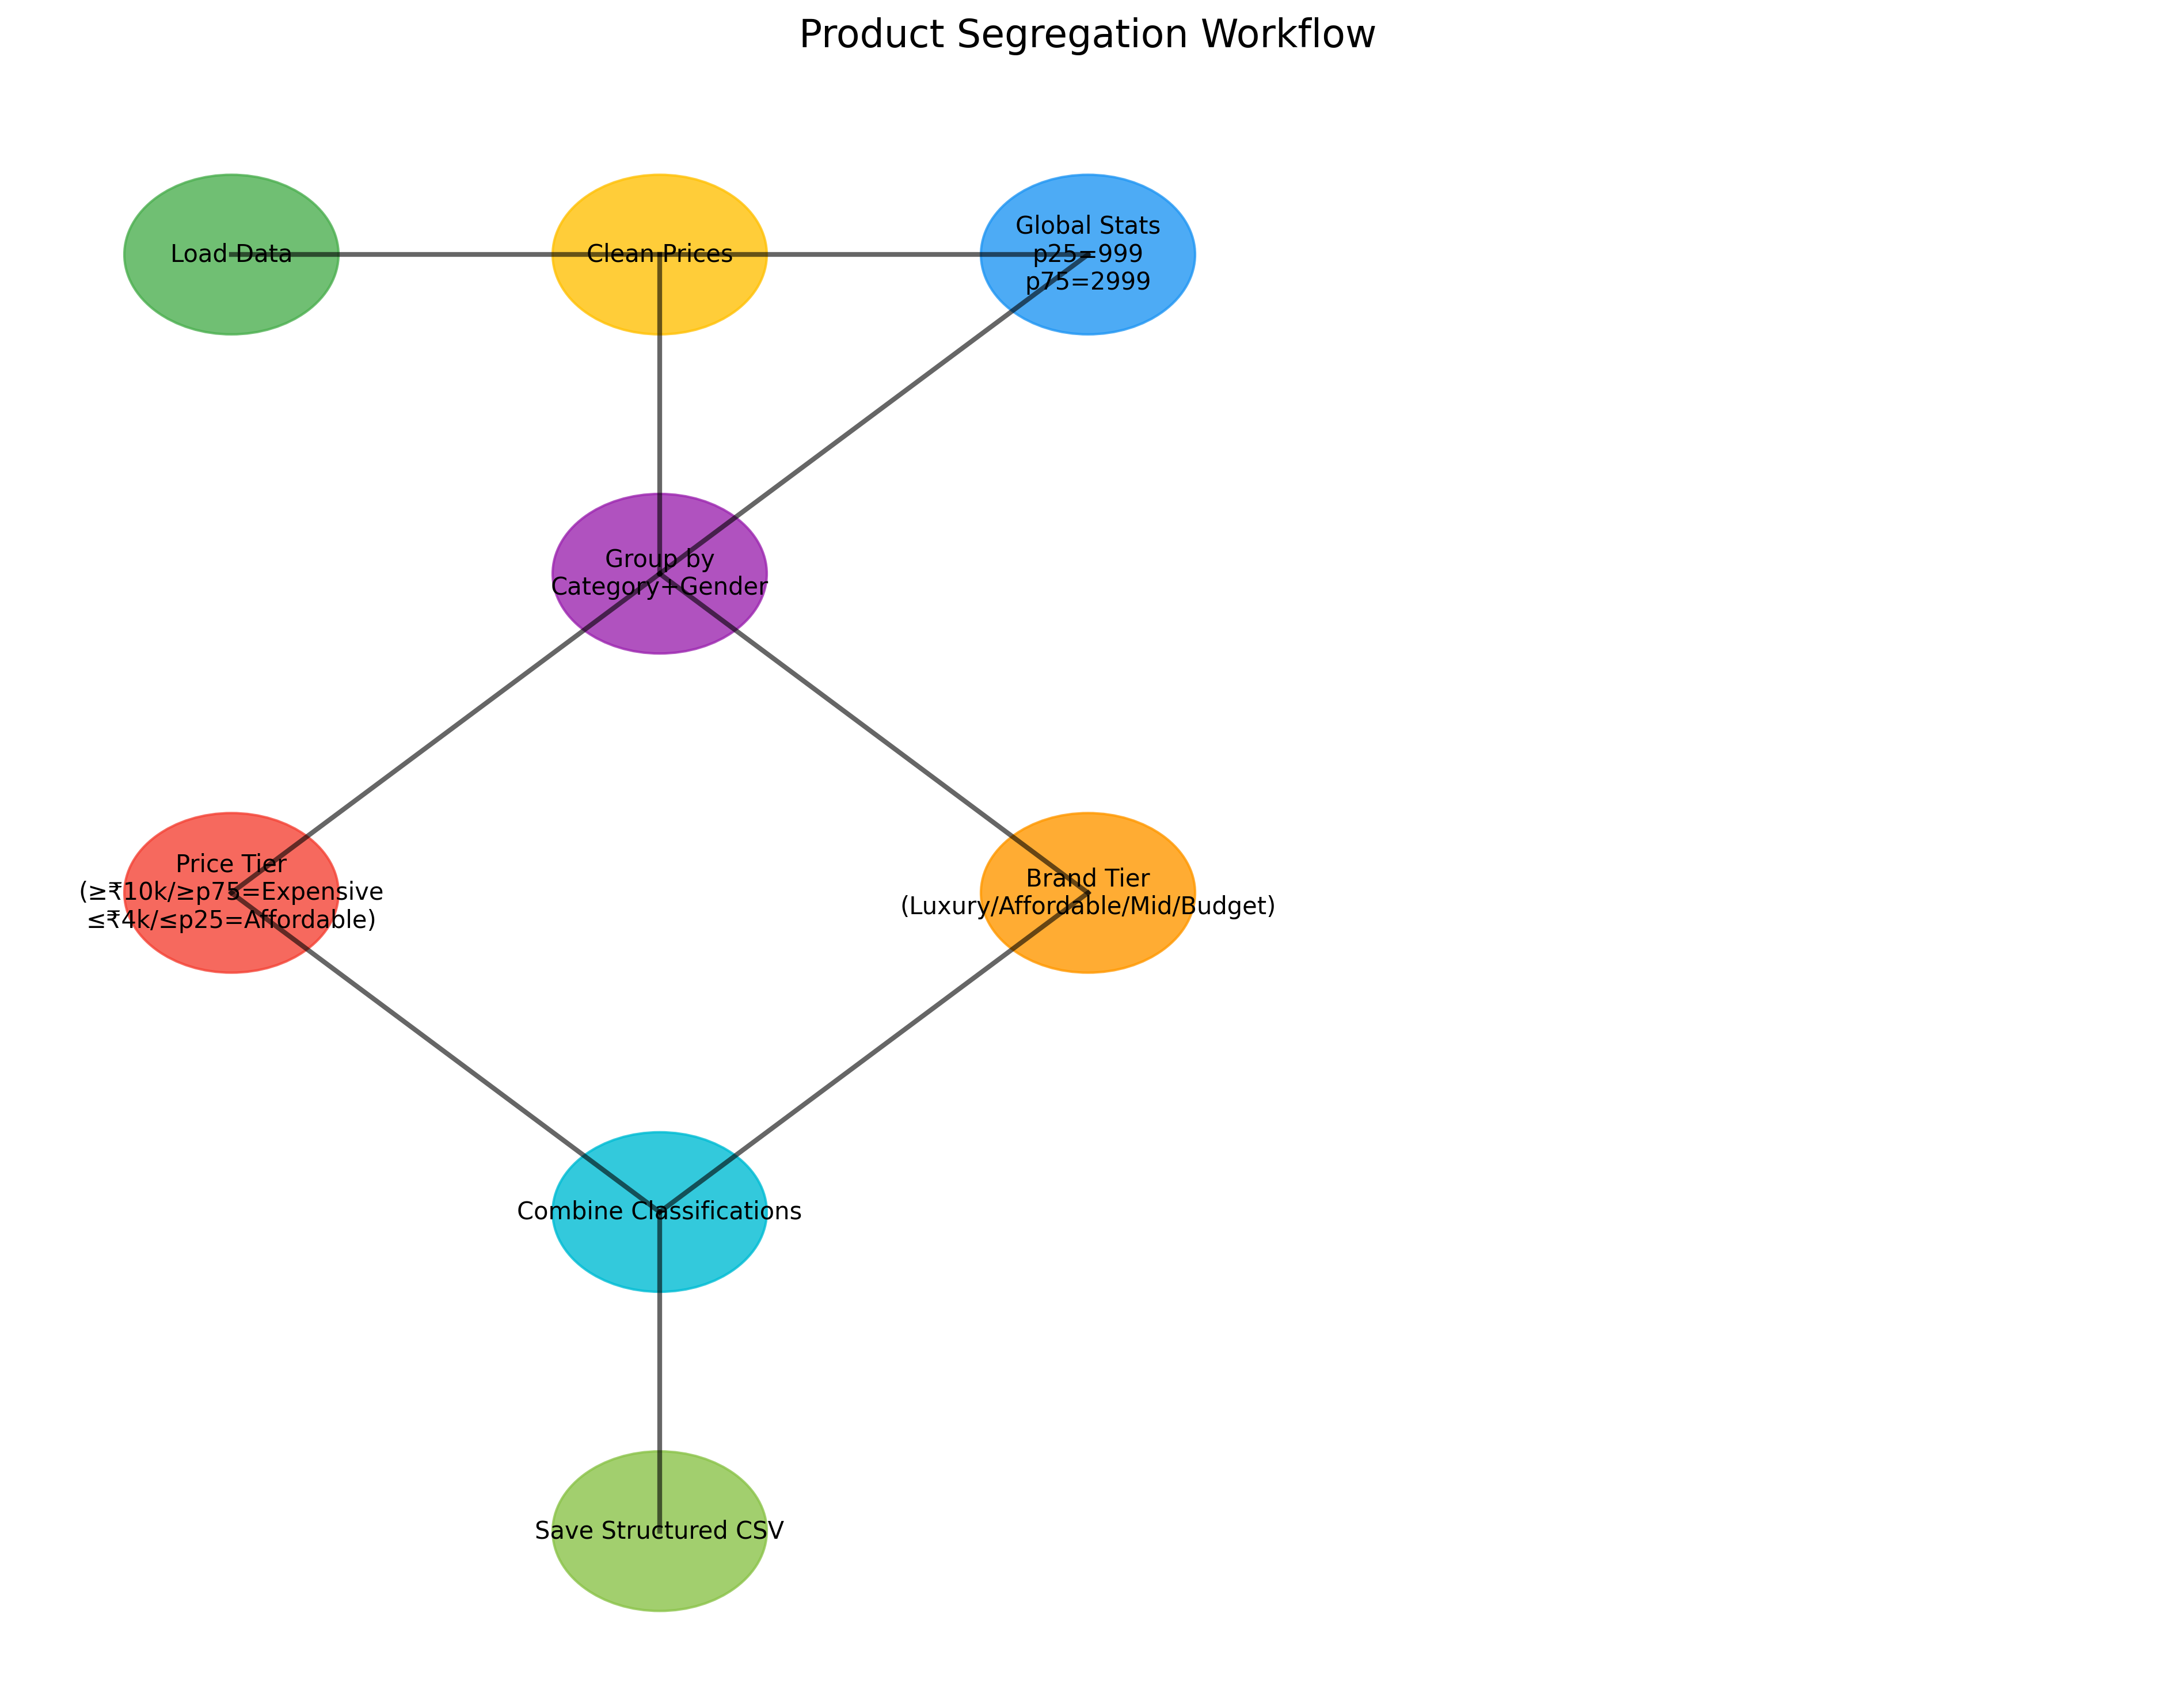 Product Segregation Workflow
Load Data
Clean Prices
Global Stats
p25=999
p75=2999
Group by
Category+Gender
Price Tier
(≥₹10k/≥p75=Expensive
≤₹4k/≤p25=Affordable)
Brand Tier
(Luxury/Affordable/Mid/Budget)
Combine Classifications
Save Structured CSV